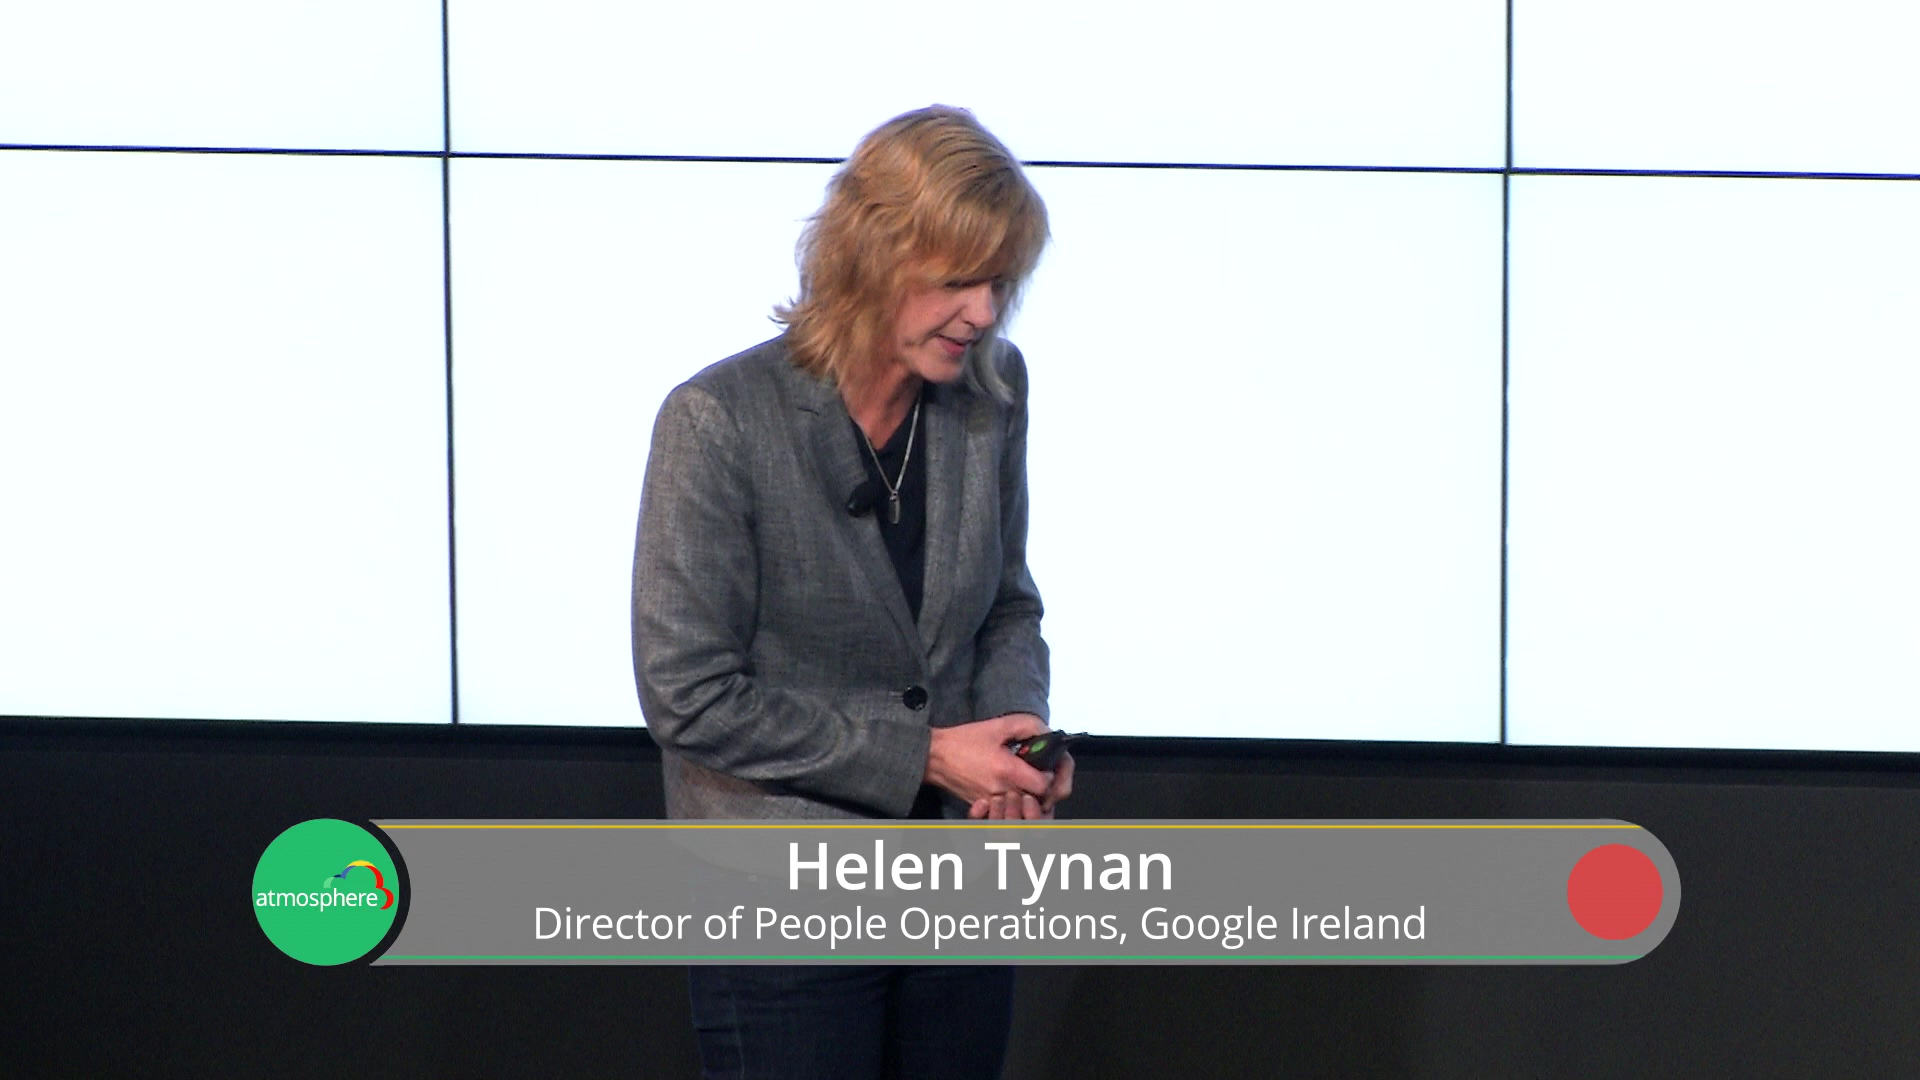 Helen Tynan
atmosphere
Director of People Operations, Google Ireland